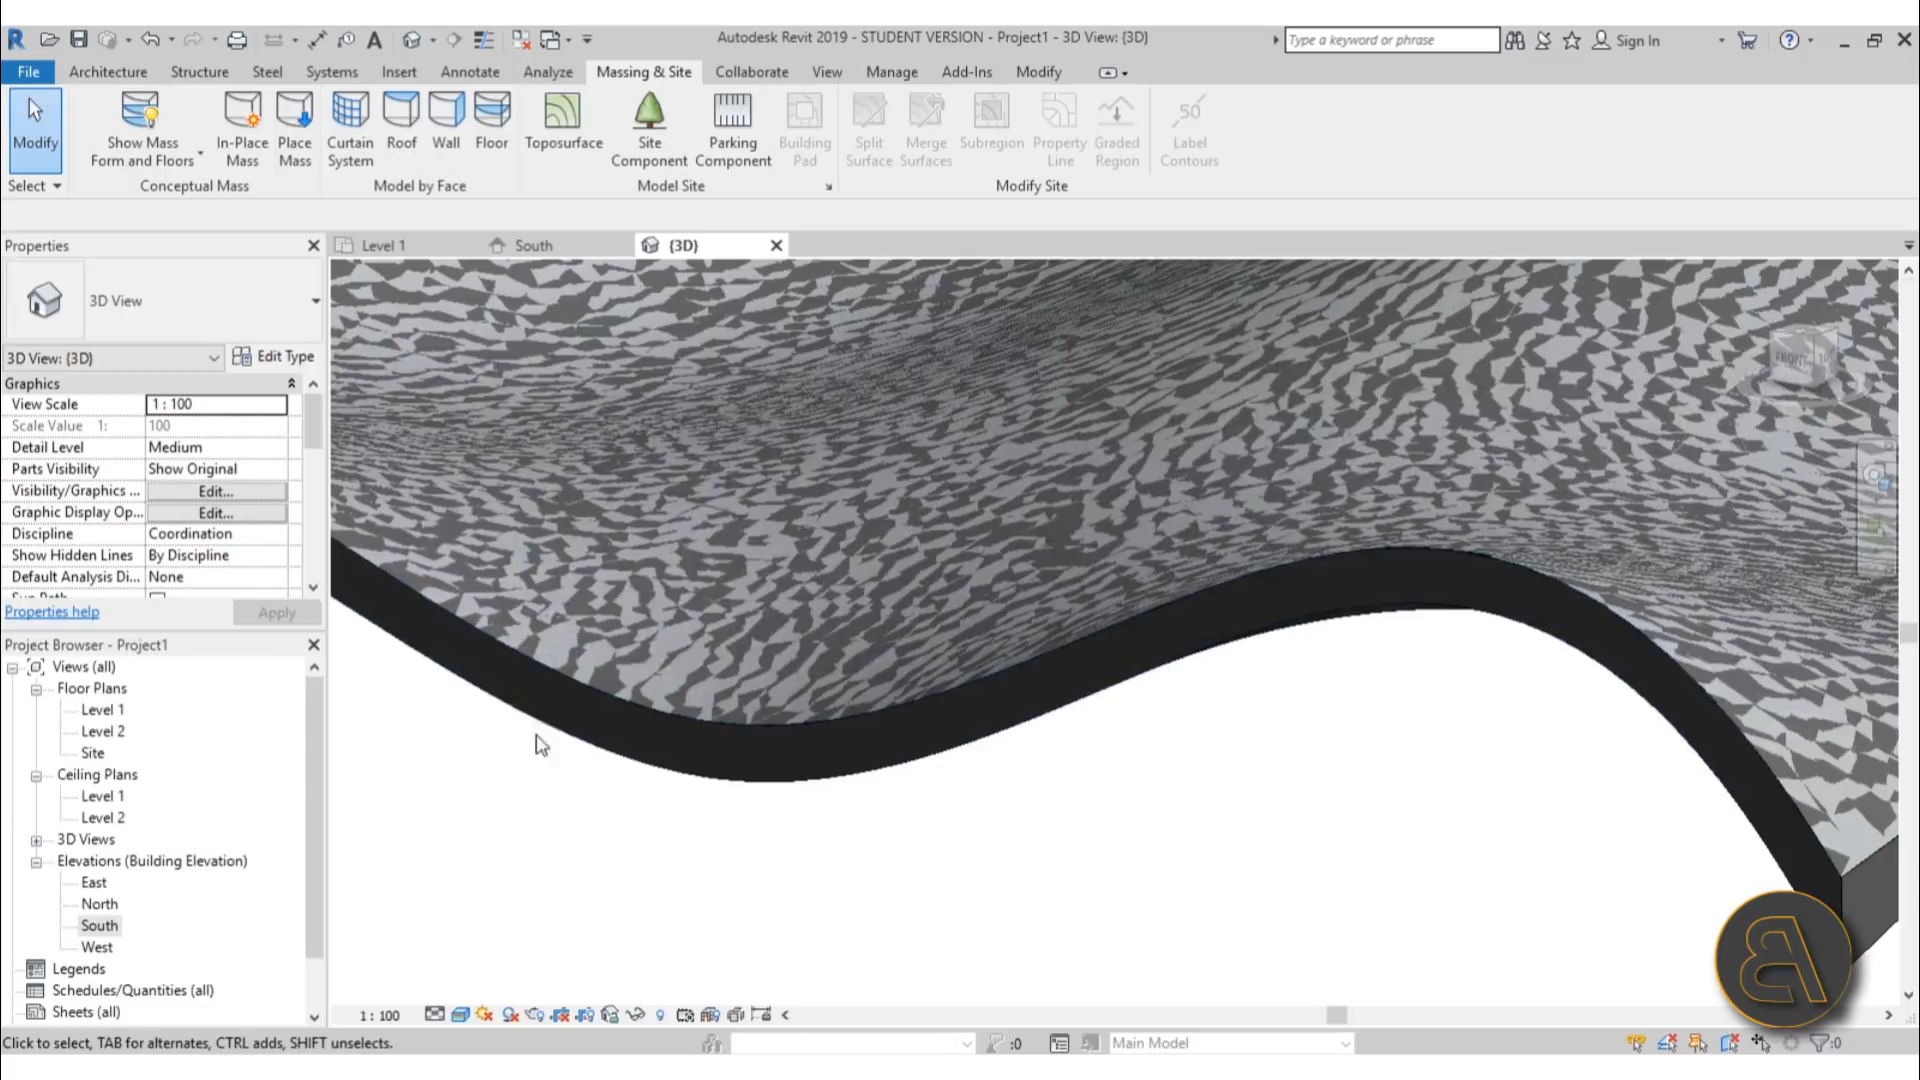 Autodesk Revit 2019 - STUDENT VERSION - Project1 - 3D View: {3D}
Type a keyword or phrase
Sign In
File Architecture Structure Steel Systems Insert Annotate Analyze Massing & Site Collaborate View Manage Add-Ins Modify
Modify
Show Mass
Form and Floors
In-Place
Mass
Place
Mass
Curtain
System
Roof
Wall
Floor
Toposurface
Site
Component
Parking
Component
Building
Pad
Split
Surface
Merge
Surfaces
Subregion
Property
Line
Graded
Region
50
Label
Contours
Select
Conceptual Mass
Model by Face
Model Site
Modify Site
Properties
Level 1
South
{3D}
3D View
3D View: {3D}
Edit Type
Graphics
View Scale 1 : 100
Scale Value 1: 100
Detail Level Medium
Parts Visibility Show Original
Visibility/Graphics ... Edit...
Graphic Display Op... Edit...
Discipline Coordination
Show Hidden Lines By Discipline
Default Analysis Di... None
Properties help
Apply
FRONT
Project Browser - Project1
Views (all)
Floor Plans
Level 1
Level 2
Site
Ceiling Plans
Level 1
Level 2
3D Views
Elevations (Building Elevation)
East
North
South
West
Legends
Schedules/Quantities (all)
Sheets (all)
1 : 100
Click to select, TAB for alternates, CTRL adds, SHIFT unselects.
:0
Main Model
:0